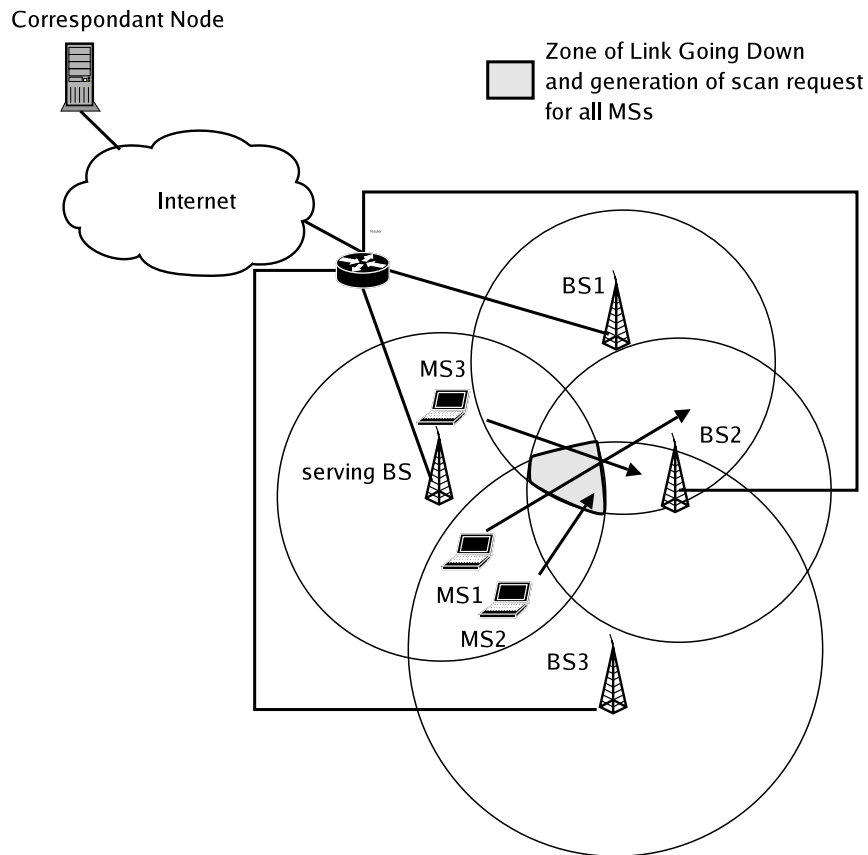 Correspondant Node
Zone of Link Going Down
and generation of scan request
for all MSs
Internet
Router
BS1
MS3
BS2
serving BS
MS1
MS2
BS3